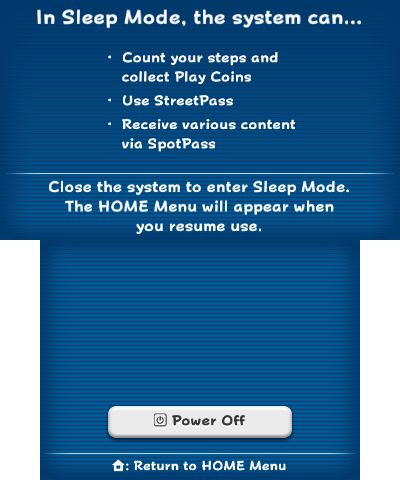 In Sleep Mode, the system can...
· Count your steps and
collect Play Coins
· Use StreetPass
· Receive various content
via SpotPass
Close the system to enter Sleep Mode.
The HOME Menu will appear when
you resume use.
Power Off
: Return to HOME Menu